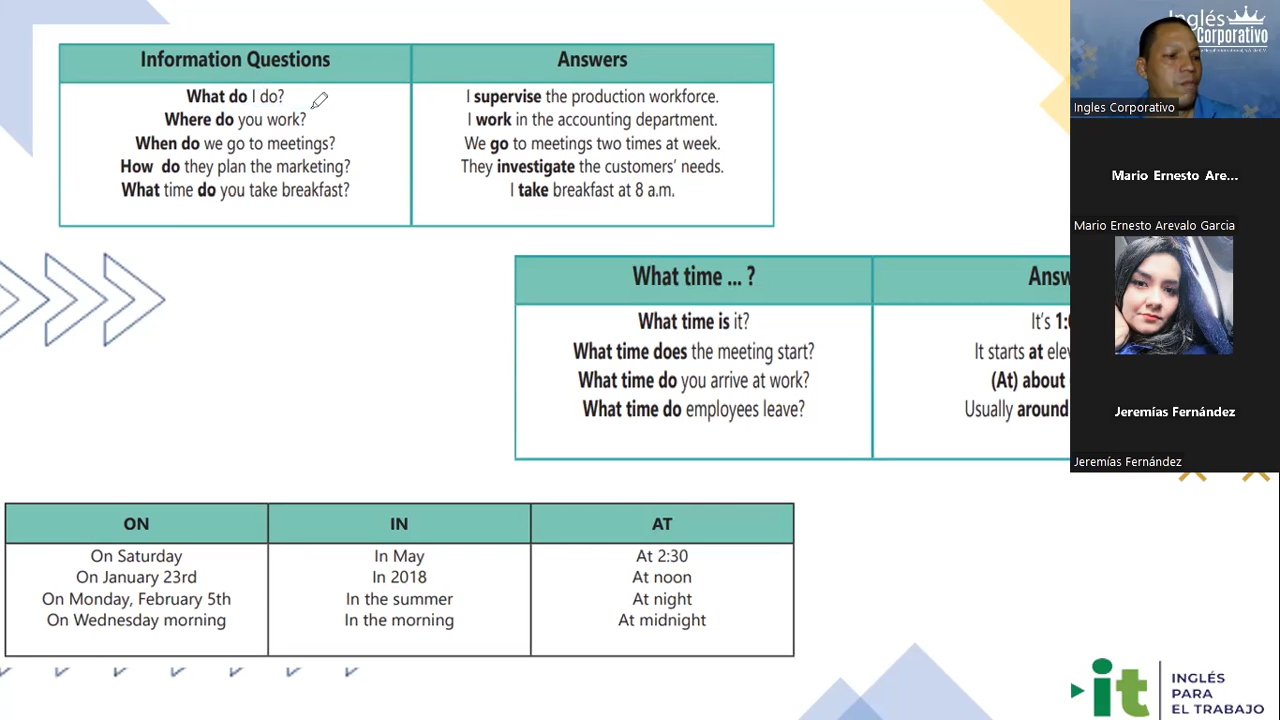 Information Questions
Answers
What do I do?
I supervise the production workforce.
Where do you work?
I work in the accounting department.
When do we go to meetings?
We go to meetings two times at week.
How do they plan the marketing?
They investigate the customers' needs.
What time do you take breakfast?
I take breakfast at 8 a.m.
What time ... ?
What time is it?
It's
What time does the meeting start?
It starts at
What time do you arrive at work?
(At) about
What time do employees leave?
Usually around
ON
IN
AT
On Saturday
In May
At 2:30
On January 23rd
In 2018
At noon
On Monday, February 5th
In the summer
At night
On Wednesday morning
In the morning
At midnight
Inglés
Corporativo
Ingles Corporativo
Mario Ernesto Are...
Mario Ernesto Arevalo Garcia
Jeremías Fernández
Jeremías Fernández
it
INGLÉS
PARA
EL TRABAJO